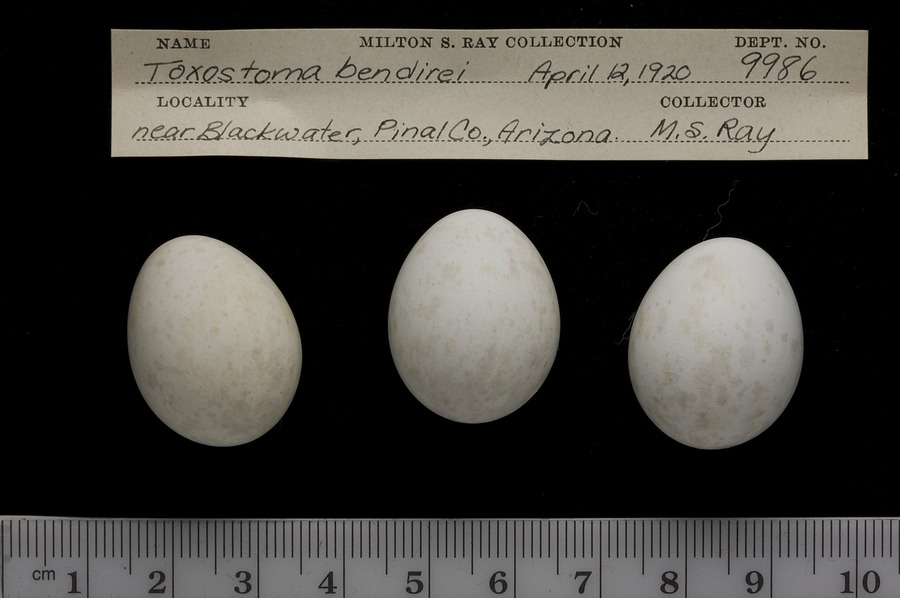 NAME MILTON S. RAY COLLECTION DEPT. NO.
Toxostoma bendirei April 12, 1920 9986
LOCALITY COLLECTOR
near Blackwater, Pinal Co., Arizona. M.S. Ray
cm 1 2 3 4 5 6 7 8 9 10